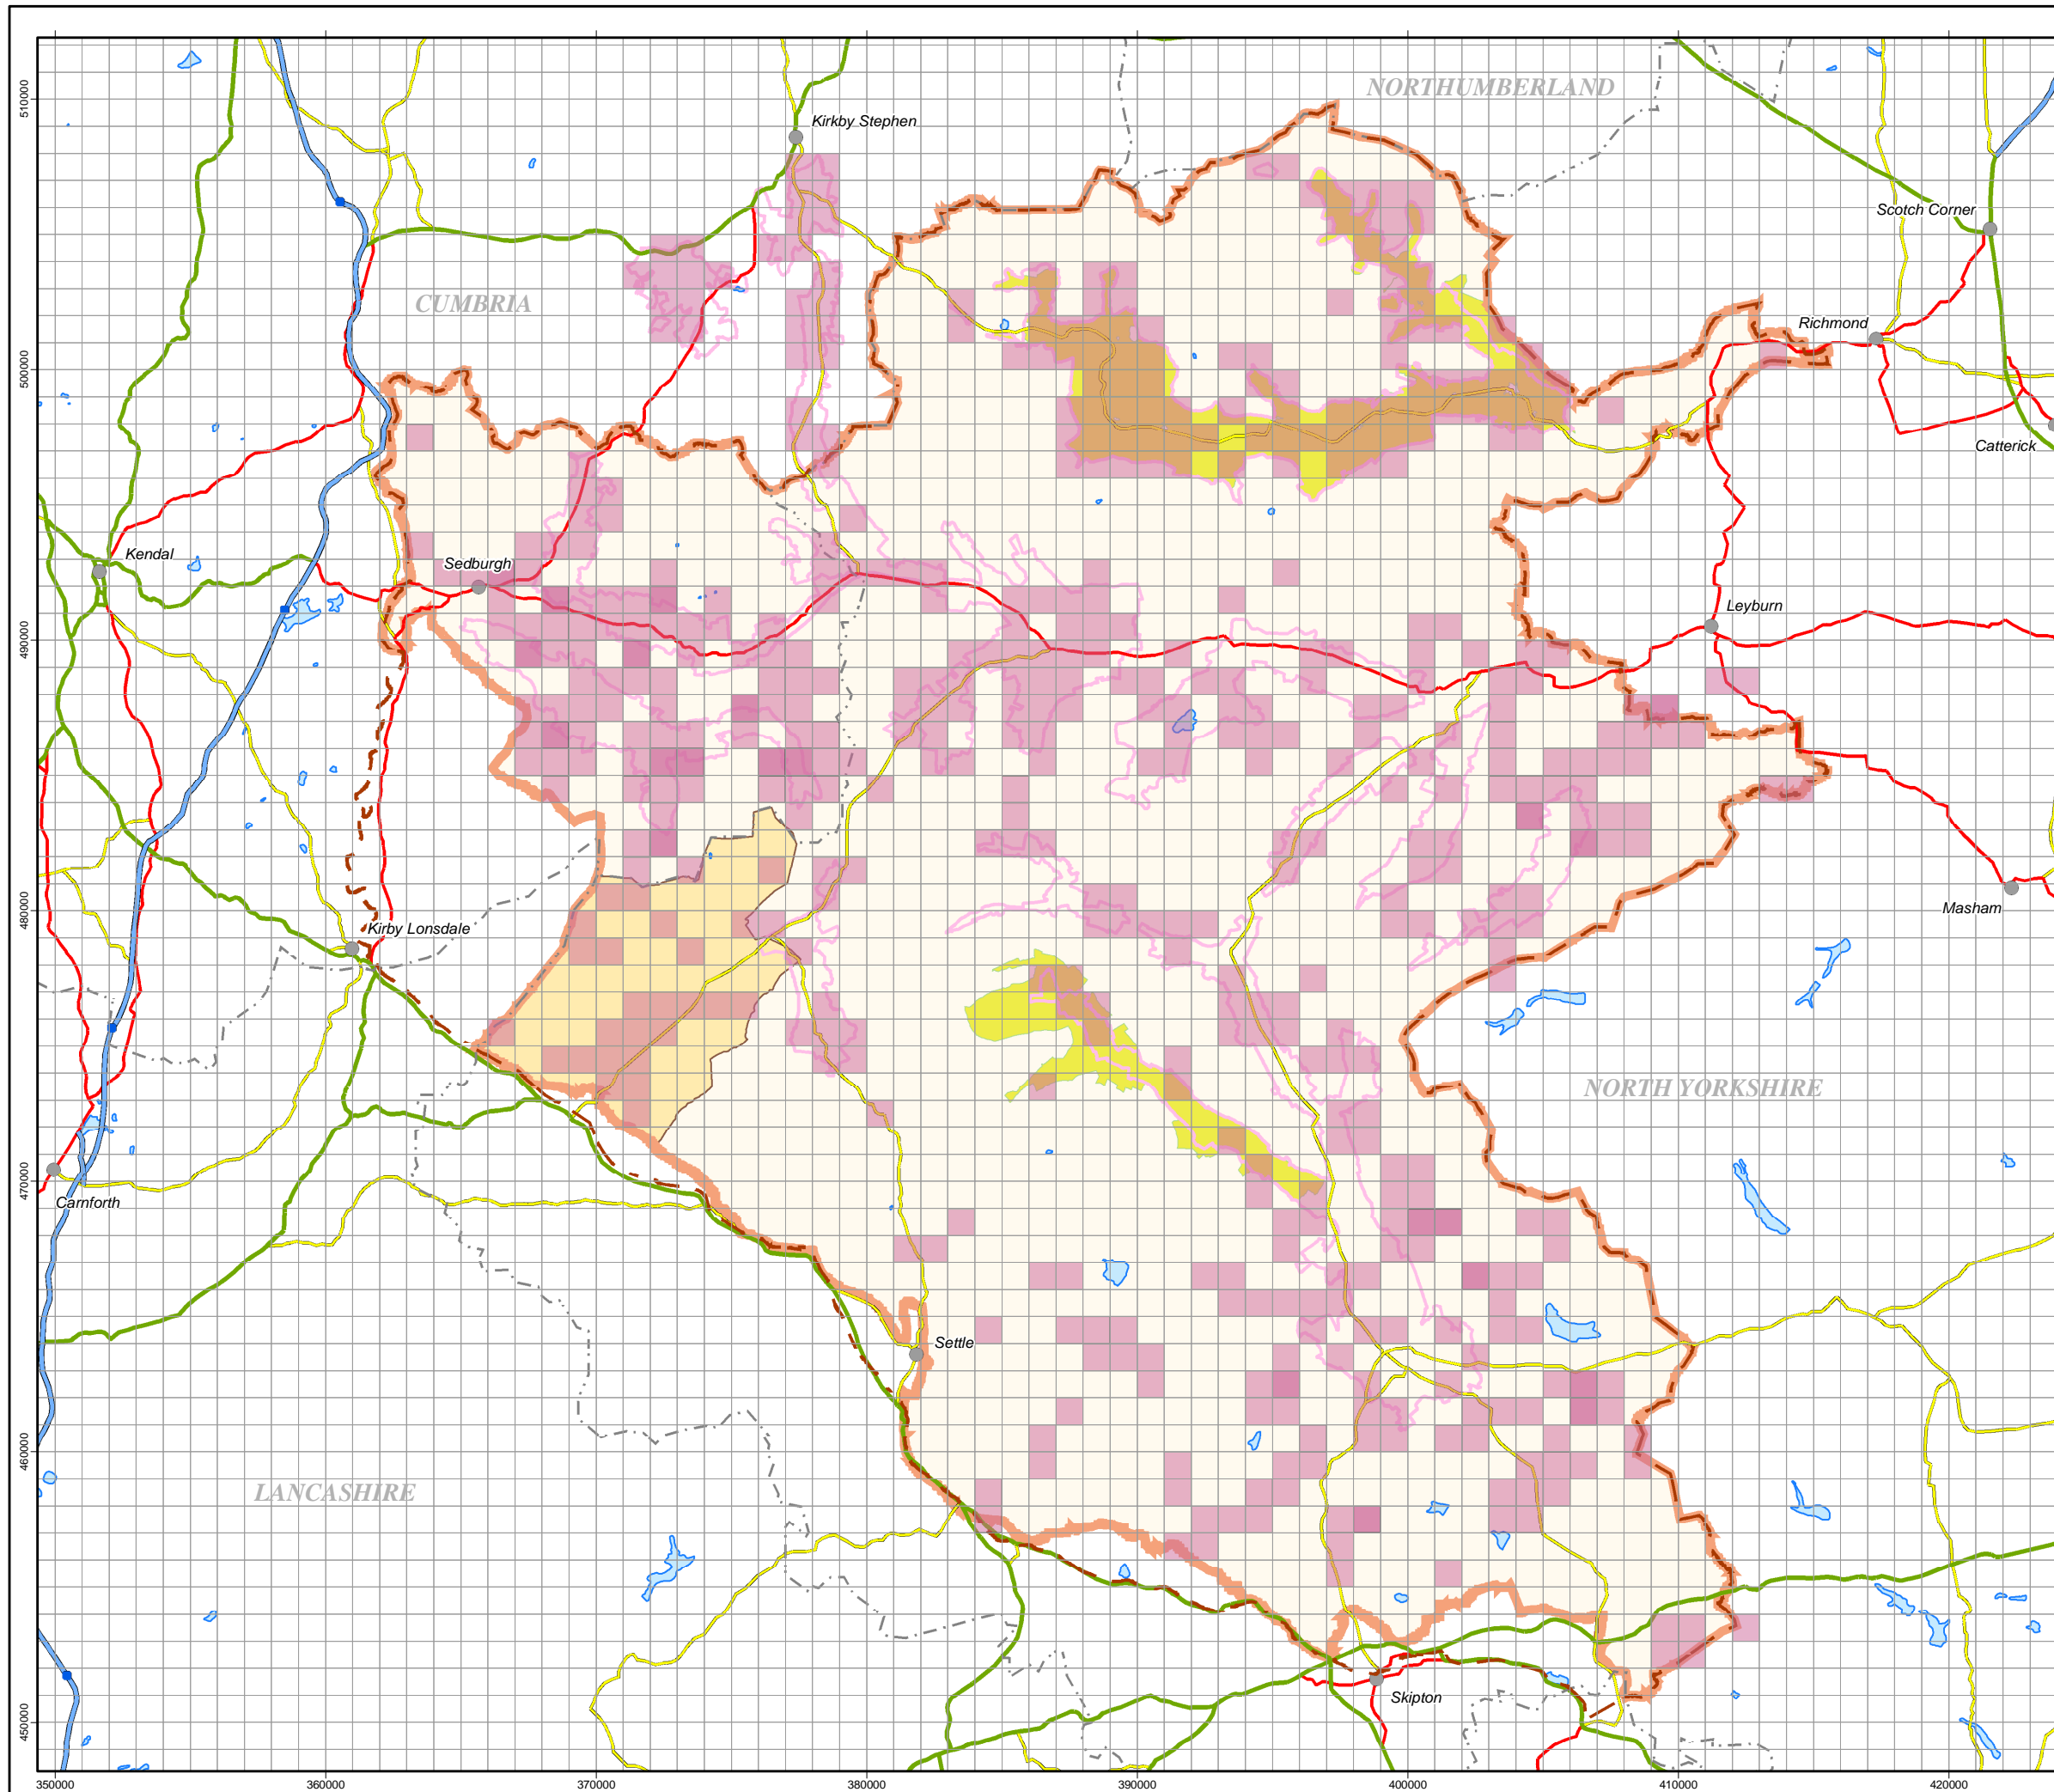 NORTHUMBERLAND
510000
Kirkby Stephen
Scotch Corner
CUMBRIA
Richmond
500000
Catterick
Kendal
Sedburgh
Leyburn
490000
Masham
480000
Kirby Lonsdale
NORTH YORKSHIRE
470000
Carnforth
Settle
460000
LANCASHIRE
Skipton
450000
350000 360000 370000 380000 390000 400000 410000 420000